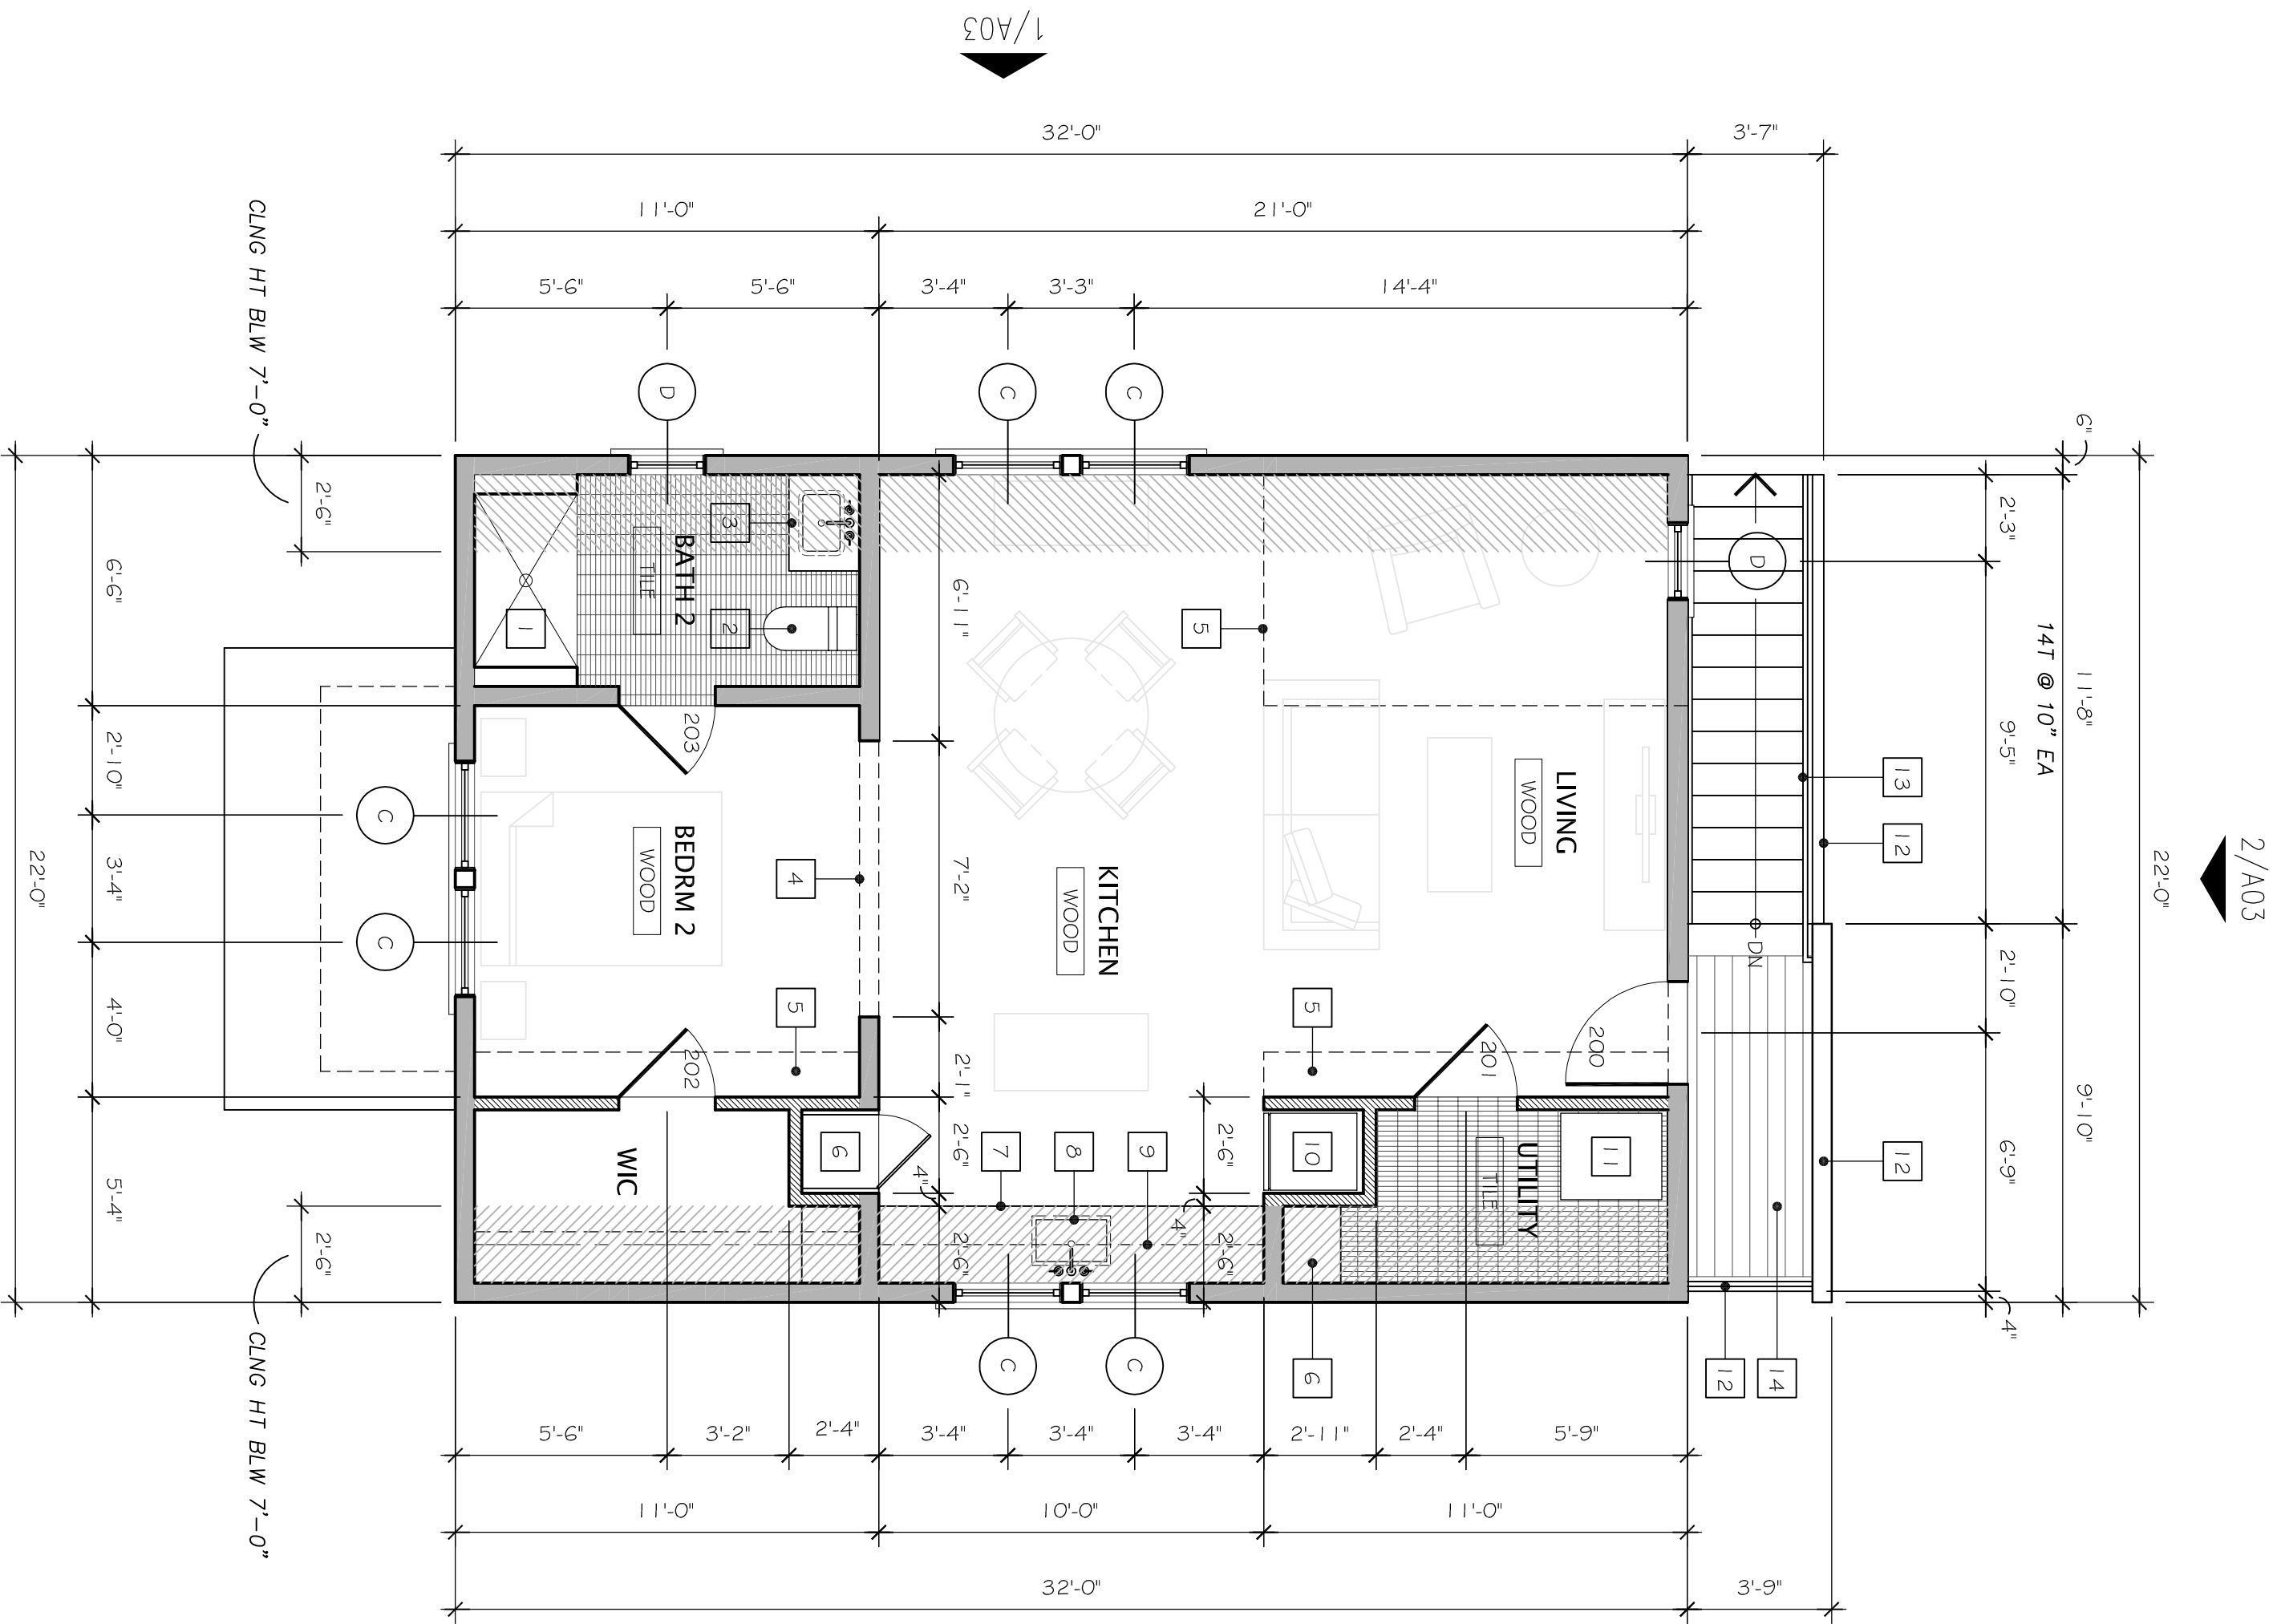 1/A03
32'-0"
3'-7"
11'-0"
21'-0"
5'-6"
5'-6"
3'-4"
3'-3"
14'-4"
D
C
C
CLNG HT BLW 7'-0"
2'-6"
6'-6"
2'-10"
3'-4"
4'-0"
5'-4"
22'-0"
2'-6"
CLNG HT BLW 7'-0"
C
C
6"
2'-3"
D
14T @ 10" EA
11'-8"
9'-5"
13
12
22'-0"
2/A03
DN
2'-10"
9'-10"
6'-9"
12
4"
12
14
3
BATH 2
TILE
2
1
203
6'-11"
5
LIVING
WOOD
BEDRM 2
WOOD
4
7'-2"
KITCHEN
WOOD
5
5
202
201
200
2'-1"
WIC
6
2'-6"
4"
7
8
9
2'-6"
4"
10
11
UTILITY
TILE
2'-6"
2'-6"
C
C
6
5'-6"
3'-2"
2'-4"
3'-4"
3'-4"
3'-4"
2'-11"
2'-4"
5'-9"
11'-0"
10'-0"
11'-0"
32'-0"
3'-9"